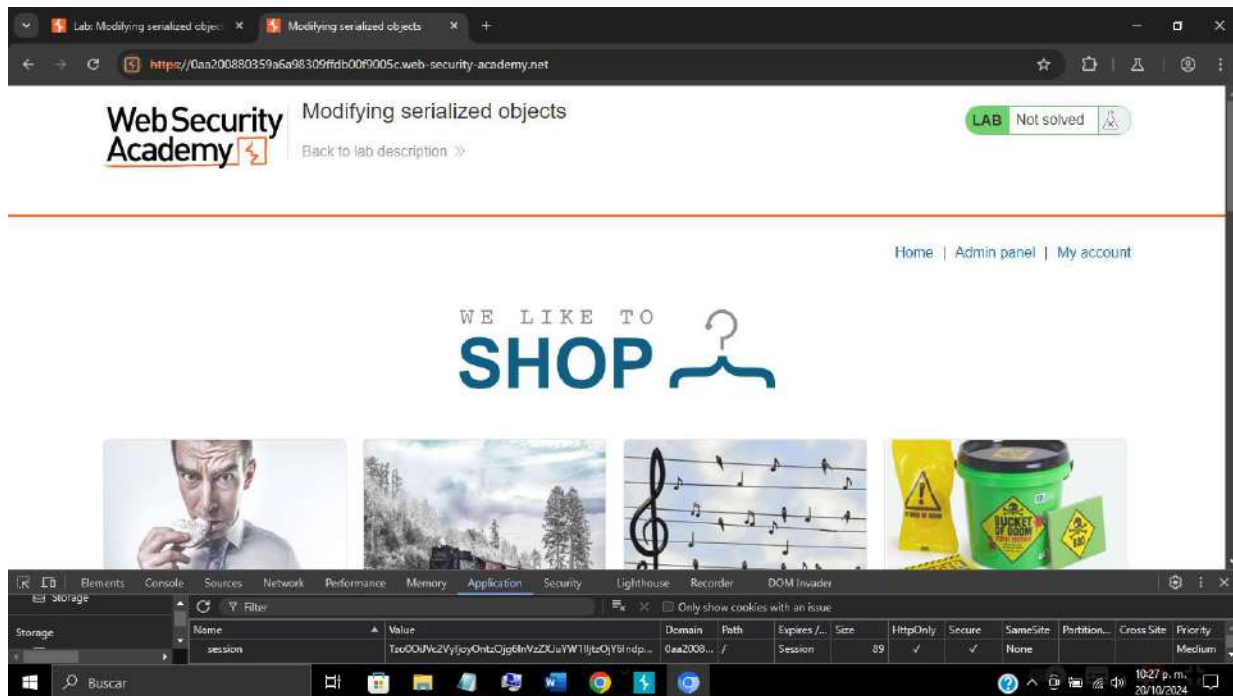 Lab: Modifying serialized objec
Modifying serialized objects
https://0aa200880359a6a98309ffdb00f9005c.web-security-academy.net
Web Security
Academy
Modifying serialized objects
Back to lab description
LAB Not solved
Home | Admin panel | My account
WE LIKE TO
SHOP
BUCKET
OF DOOM
Elements Console Sources Network Performance Memory Application Security Lighthouse Recorder DOM Invader
Storage
Filter
Only show cookies with an issue
Storage
Name Value Domain Path Expires /... Size HttpOnly Secure SameSite Partition... Cross Site Priority
session 0aa2008... / Session 89 ✓ ✓ None Medium
Buscar
10:27 p. m.
20/10/2024